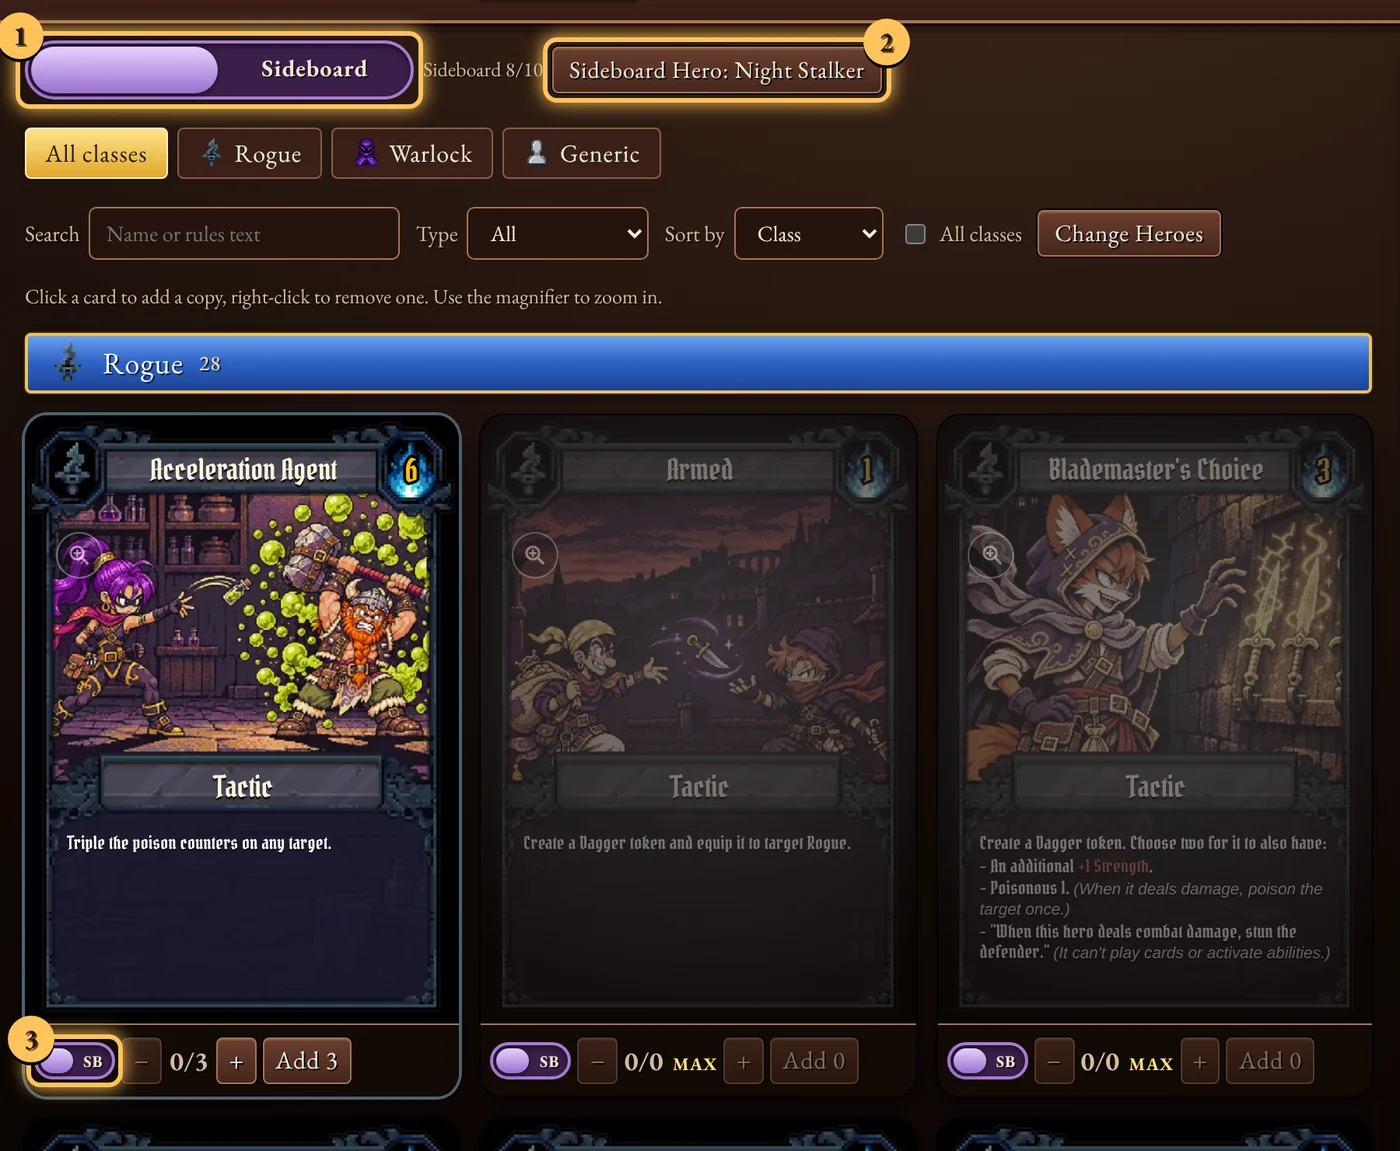 1
Sideboard
Sideboard 8/10
Sideboard Hero: Night Stalker
2
All classes
Rogue
Warlock
Generic
Search
Name or rules text
Type
All
Sort by
Class
All classes
Change Heroes
Click a card to add a copy, right-click to remove one. Use the magnifier to zoom in.
Rogue 28
Acceleration Agent
6
Tactic
Triple the poison counters on any target.
3
SB
−
0/3
+
Add 3
Armed
1
Tactic
Create a Dagger token and equip it to target Rogue.
SB
−
0/0 MAX
+
Add 0
Blademaster's Choice
3
Tactic
Create a Dagger token. Choose two for it to also have:
- An additional +1 Strength.
- Poisonous 1. (When it deals damage, poison the
target once.)
- "When this hero deals combat damage, stun the
defender." (It can't play cards or activate abilities.)
SB
−
0/0 MAX
+
Add 0